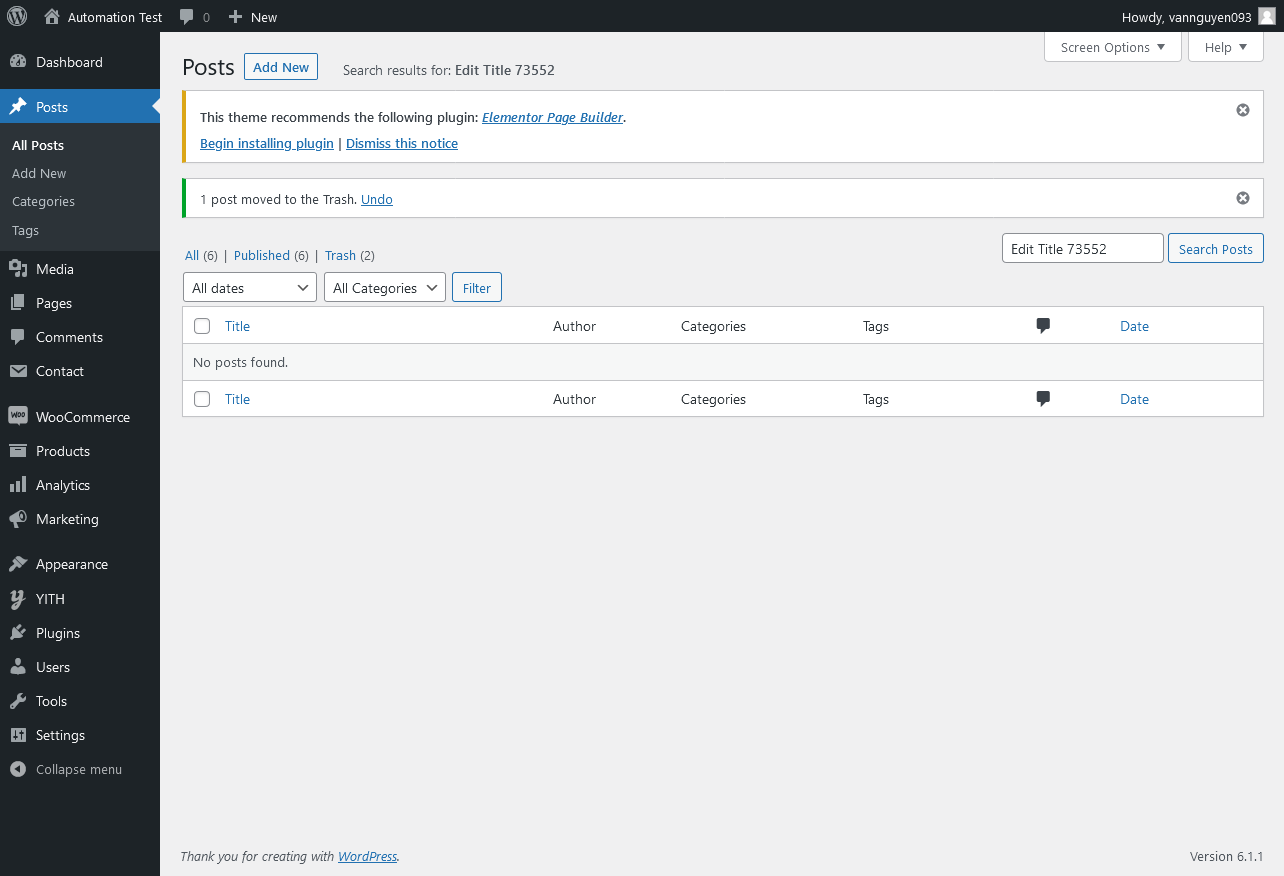 Automation Test 0 New Howdy, vannguyen093
Screen Options Help
Dashboard
Posts
All Posts
Add New
Categories
Tags
Media
Pages
Comments
Contact
WOO WooCommerce
Products
Analytics
Marketing
Appearance
YITH
Plugins
Users
Tools
Settings
Collapse menu
Posts Add New Search results for: Edit Title 73552
This theme recommends the following plugin: Elementor Page Builder.
Begin installing plugin | Dismiss this notice
1 post moved to the Trash. Undo
All (6) | Published (6) | Trash (2)
Edit Title 73552 Search Posts
All dates All Categories Filter
Title Author Categories Tags Date
No posts found.
Title Author Categories Tags Date
Thank you for creating with WordPress. Version 6.1.1